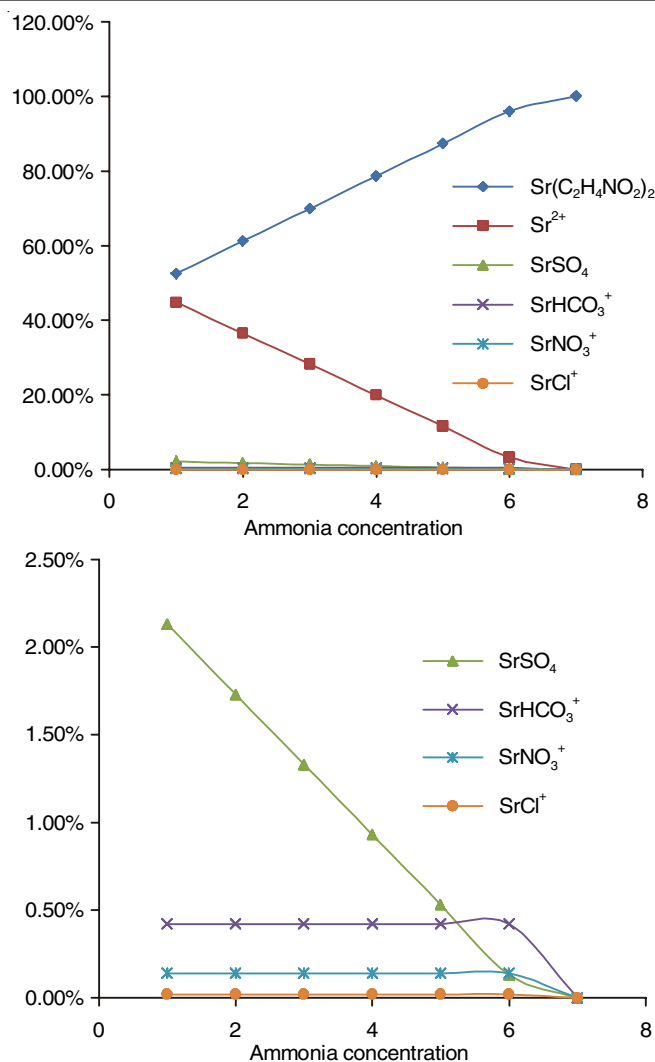 120.00%
100.00%
80.00%
60.00%
40.00%
20.00%
0.00%
Sr(C₂H₄NO₂)₂
Sr²⁺
SrSO₄
SrHCO₃⁺
SrNO₃⁺
SrCl⁺
0 2 4 6 8
Ammonia concentration
2.50%
2.00%
1.50%
1.00%
0.50%
0.00%
SrSO₄
SrHCO₃⁺
SrNO₃⁺
SrCl⁺
0 2 4 6 8
Ammonia concentration